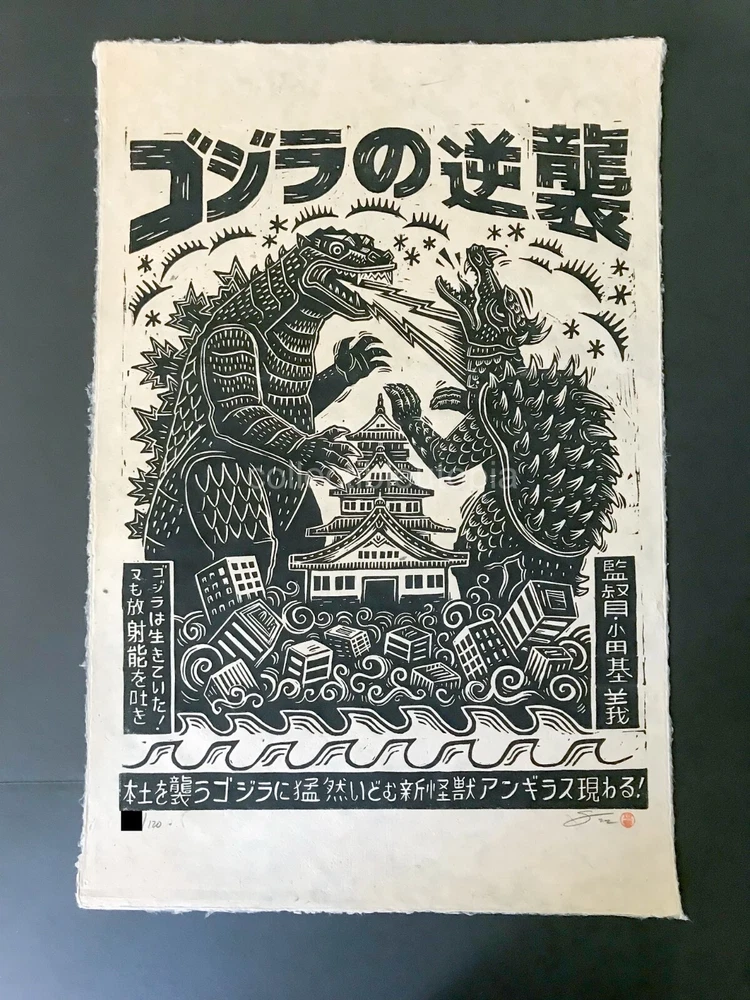 ゴジラの逆襲
ゴジラは生きていた!
又も放射能を吐き
監督・小田基義
本土を襲うゴジラに猛然いどむ新怪獣アンギラス現わる!
/120